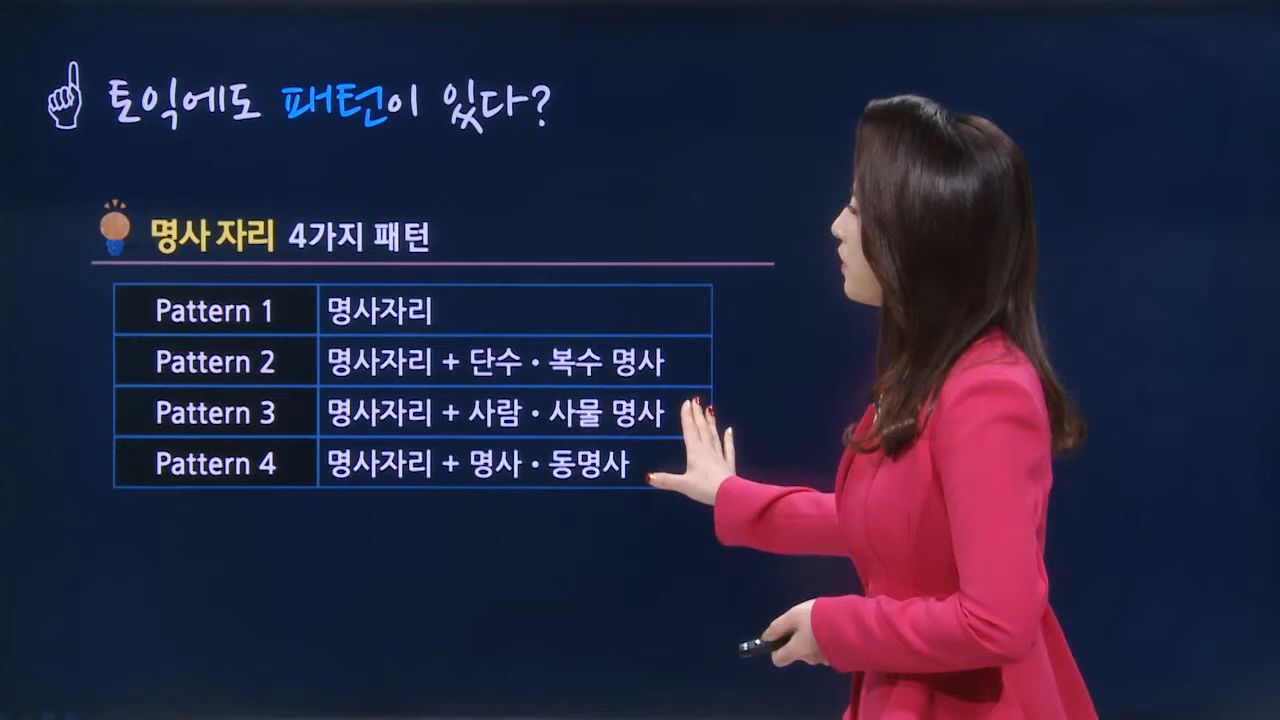 토익에도 패턴이 있다?
명사 자리 4가지 패턴
Pattern 1 명사자리
Pattern 2 명사자리 + 단수 · 복수 명사
Pattern 3 명사자리 + 사람 · 사물 명사
Pattern 4 명사자리 + 명사 · 동명사